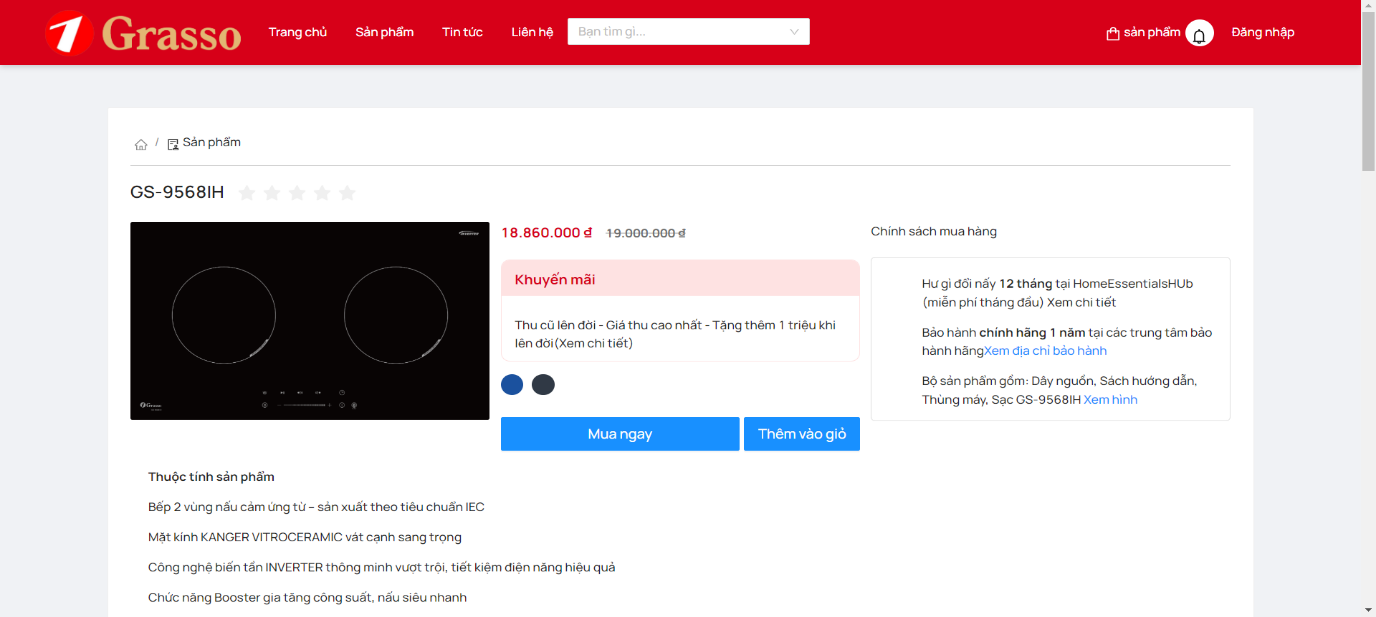 Grasso
Trang chủ
Sản phẩm
Tin tức
Liên hệ
Bạn tìm gì...
sản phẩm
Đăng nhập
/ Sản phẩm
GS-9568IH
18.860.000 ₫ 19.000.000 ₫
Khuyến mãi
Thu cũ lên đời - Giá thu cao nhất - Tặng thêm 1 triệu khi
lên đời(Xem chi tiết)
Mua ngay
Thêm vào giỏ
Chính sách mua hàng
Hư gì đổi nấy 12 tháng tại HomeEssentialsHUb
(miễn phí tháng đầu) Xem chi tiết
Bảo hành chính hãng 1 năm tại các trung tâm bảo
hành hãngXem địa chỉ bảo hành
Bộ sản phẩm gồm: Dây nguồn, Sách hướng dẫn,
Thùng máy, Sạc GS-9568IH Xem hình
Thuộc tính sản phẩm
Bếp 2 vùng nấu cảm ứng từ – sản xuất theo tiêu chuẩn IEC
Mặt kính KANGER VITROCERAMIC vát cạnh sang trọng
Công nghệ biến tần INVERTER thông minh vượt trội, tiết kiệm điện năng hiệu quả
Chức năng Booster gia tăng công suất, nấu siêu nhanh